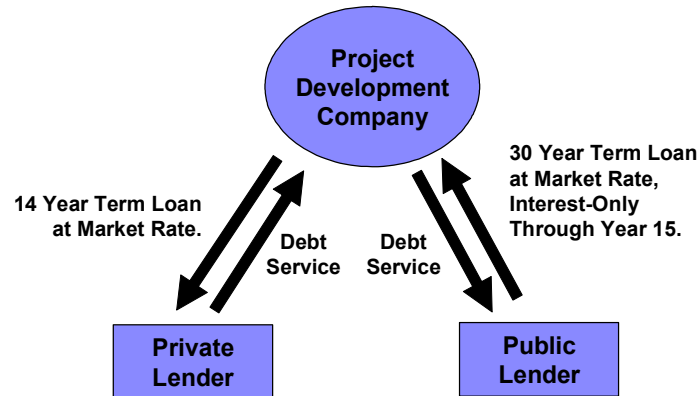 Project
Development
Company
14 Year Term Loan
at Market Rate.
Debt
Service
Debt
Service
30 Year Term Loan
at Market Rate,
Interest-Only
Through Year 15.
Private
Lender
Public
Lender